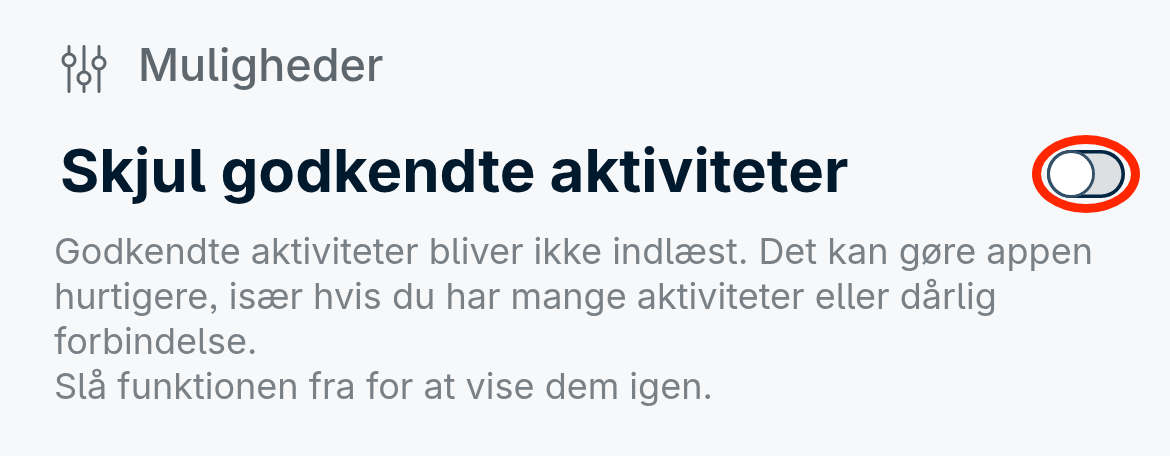 Muligheder
Skjul godkendte aktiviteter
Godkendte aktiviteter bliver ikke indlæst. Det kan gøre appen
hurtigere, især hvis du har mange aktiviteter eller dårlig
forbindelse.
Slå funktionen fra for at vise dem igen.